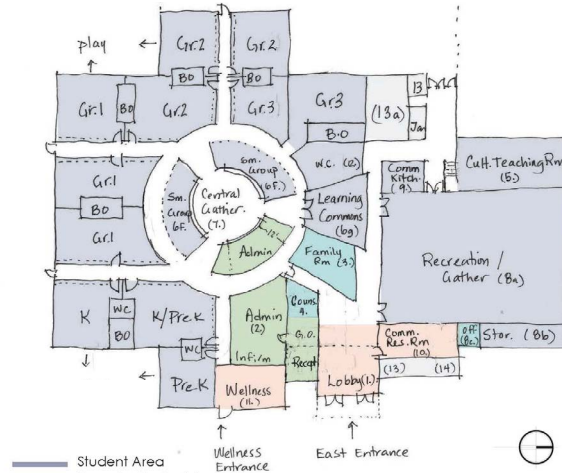 play
Gr.2
Gr.2
BO
BO
Gr.1
BO
Gr.2
Gr.3
Gr.3
B.O
(13a)
13
Jan
W.C. (12.)
Sm.
Group
(6f.)
Sm.
Group
6f.
Central
Gather.
(7.)
Learning
Commons
(6g)
Comm
Kitch.
(9.)
Cult. Teaching Rm
(5.)
Gr.1
BO
Gr.1
Admin
Family
Rm (3.)
Recreation /
Gather (8a)
K
WC
BO
K/Pre K
WC
Pre K
Admin
(2.)
Infirm
Couns
4.
G.O.
Recept
Wellness
(11.)
Lobby (1.)
Comm.
Res. Rm
(10.)
Off
(8c.)
Stor. (8b)
(13)
(14)
Wellness
Entrance
East Entrance
Student Area